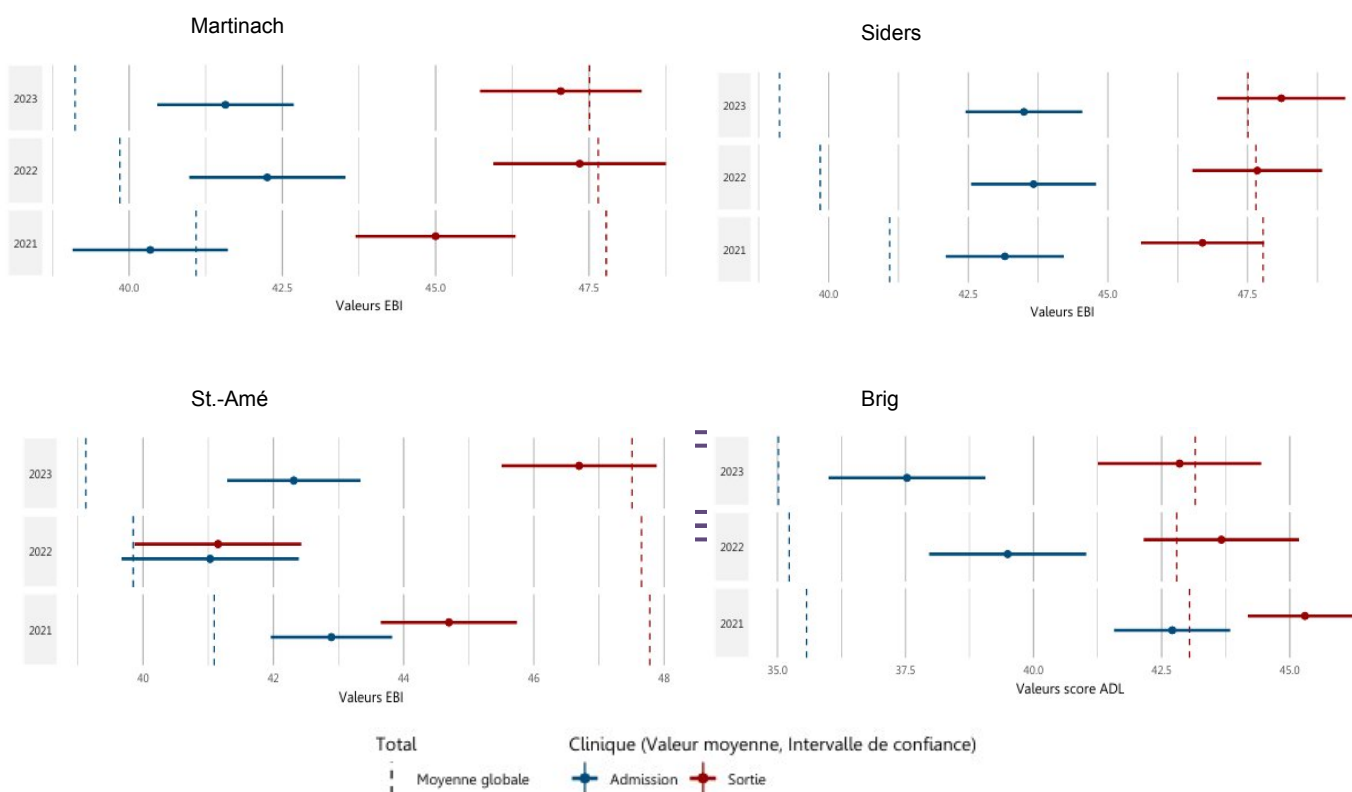 Martinach
2023
2022
2021
40.0 42.5 45.0 47.5
Valeurs EBI
Siders
2023
2022
2021
40.0 42.5 45.0 47.5
Valeurs EBI
St.-Amé
2023
2022
2021
40 42 44 46 48
Valeurs EBI
Brig
2023
2022
2021
35.0 37.5 40.0 42.5 45.0
Valeurs score ADL
Total
Moyenne globale
Clinique (Valeur moyenne, Intervalle de confiance)
Admission Sortie